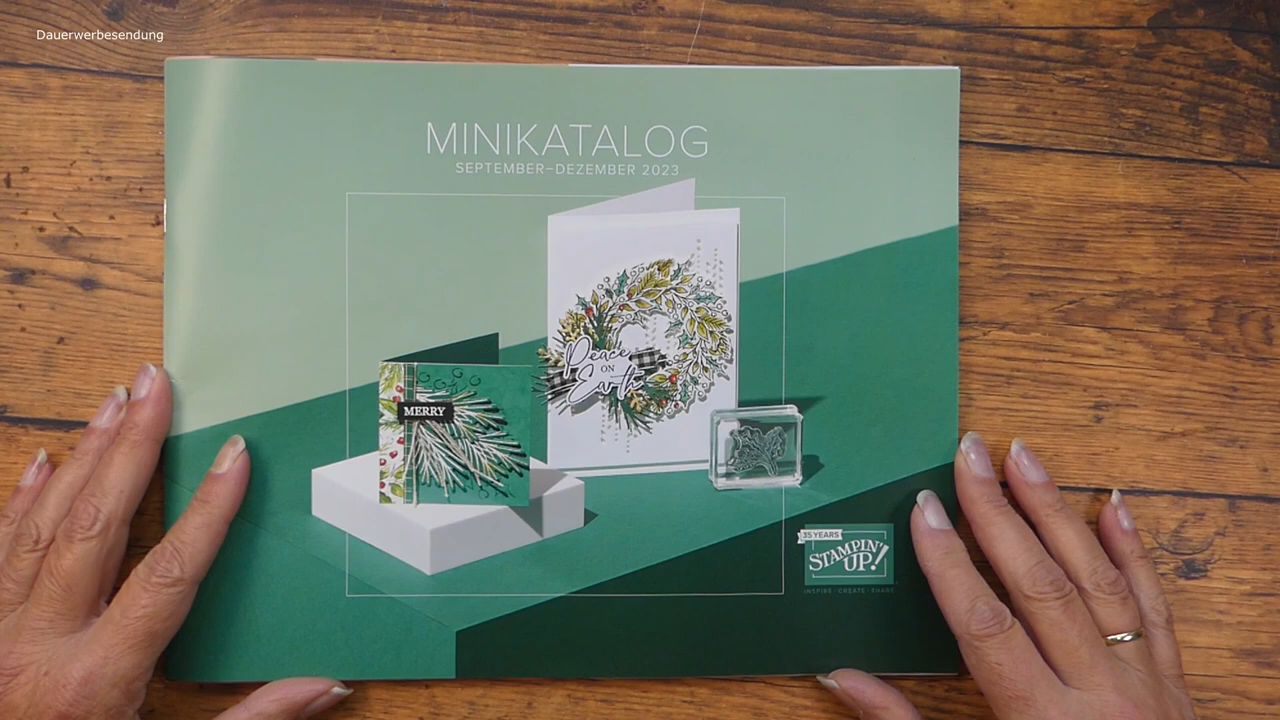 Dauerwerbesendung
MINIKATALOG
SEPTEMBER–DEZEMBER 2023
Peace
ON
Earth
MERRY
35 YEARS
STAMPIN'
UP!
INSPIRE · CREATE · SHARE